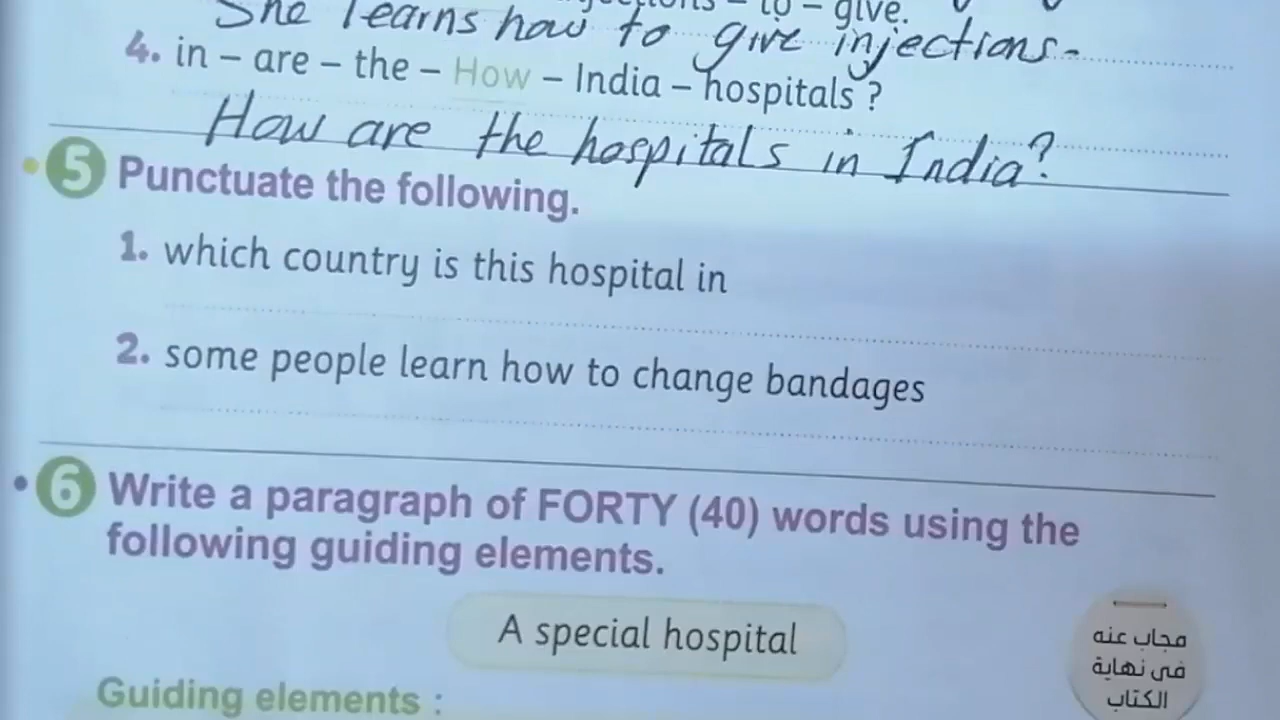 – to – give.
She learns how to give injections.
4. in – are – the – How – India – hospitals ?
How are the hospitals in India?
5 Punctuate the following.
1. which country is this hospital in
2. some people learn how to change bandages
6 Write a paragraph of FORTY (40) words using the
following guiding elements.
A special hospital
مجاب عنه
فى نهاية
الكتاب
Guiding elements :